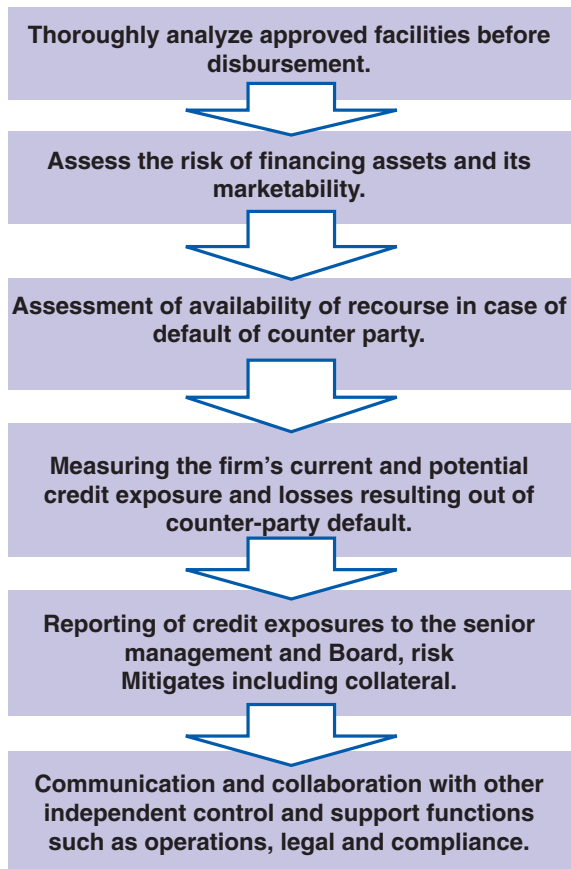 Thoroughly analyze approved facilities before
disbursement.
Assess the risk of financing assets and its
marketability.
Assessment of availability of recourse in case of
default of counter party.
Measuring the firm's current and potential
credit exposure and losses resulting out of
counter-party default.
Reporting of credit exposures to the senior
management and Board, risk
Mitigates including collateral.
Communication and collaboration with other
independent control and support functions
such as operations, legal and compliance.